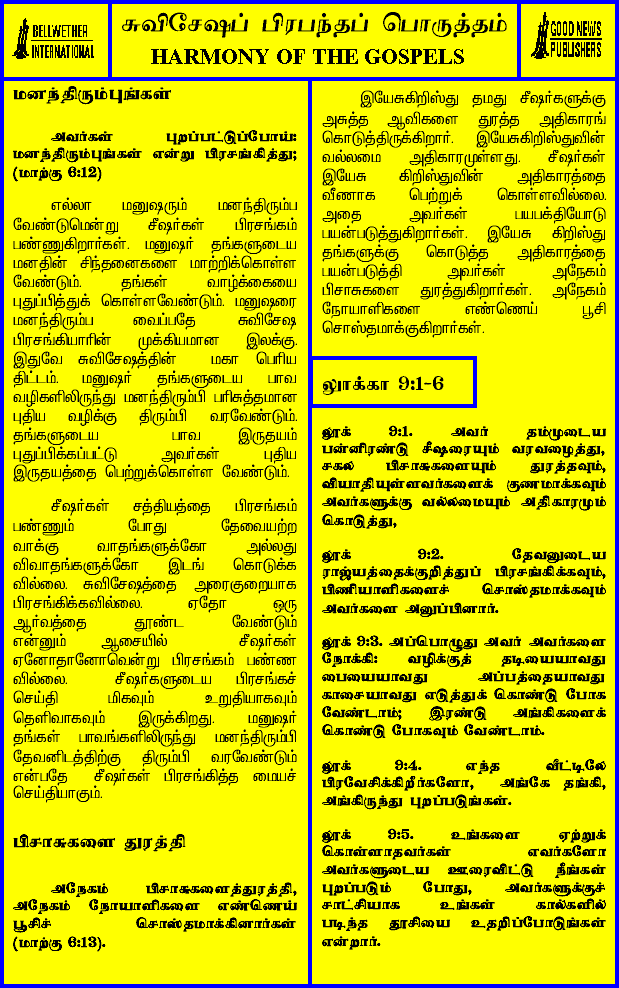 BELLWETHER
INTERNATIONAL
சுவிசேஷப் பிரபந்தப் பொருத்தம்
HARMONY OF THE GOSPELS
GOOD NEWS
PUBLISHERS
மனந்திரும்புங்கள்
அவர்கள் புறப்பட்டுப்போய்:
மனந்திரும்புங்கள் என்று பிரசங்கித்து;
(மாற்கு 6:12)
எல்லா மனுஷரும் மனந்திரும்ப
வேண்டுமென்று சீஷர்கள் பிரசங்கம்
பண்ணுகிறார்கள். மனுஷர் தங்களுடைய
மனதின் சிந்தனைகளை மாற்றிக்கொள்ள
வேண்டும். தங்கள் வாழ்க்கையை
புதுப்பித்துக் கொள்ளவேண்டும். மனுஷரை
மனந்திரும்ப வைப்பதே சுவிசேஷ
பிரசங்கியாரின் முக்கியமான இலக்கு.
இதுவே சுவிசேஷத்தின் மகா பெரிய
திட்டம். மனுஷர் தங்களுடைய பாவ
வழிகளிலிருந்து மனந்திரும்பி பரிசுத்தமான
புதிய வழிக்கு திரும்பி வரவேண்டும்.
தங்களுடைய பாவ இருதயம்
புதுப்பிக்கப்பட்டு அவர்கள் புதிய
இருதயத்தை பெற்றுக்கொள்ள வேண்டும்.
சீஷர்கள் சத்தியத்தை பிரசங்கம்
பண்ணும் போது தேவையற்ற
வாக்கு வாதங்களுக்கோ அல்லது
விவாதங்களுக்கோ இடங் கொடுக்க
வில்லை. சுவிசேஷத்தை அரைகுறையாக
பிரசங்கிக்கவில்லை. ஏதோ ஒரு
ஆர்வத்தை தூண்ட வேண்டும்
என்னும் ஆசையில் சீஷர்கள்
ஏனோதானோவென்று பிரசங்கம் பண்ண
வில்லை. சீஷர்களுடைய பிரசங்கச்
செய்தி மிகவும் உறுதியாகவும்
தெளிவாகவும் இருக்கிறது. மனுஷர்
தங்கள் பாவங்களிலிருந்து மனந்திரும்பி
தேவனிடத்திற்கு திரும்பி வரவேண்டும்
என்பதே சீஷர்கள் பிரசங்கித்த மையச்
செய்தியாகும்.
பிசாசுகளை துரத்தி
அநேகம் பிசாசுகளைத்துரத்தி,
அநேகம் நோயாளிகளை எண்ணெய்
பூசிச் சொஸ்தமாக்கினார்கள்
(மாற்கு 6:13).
இயேசுகிறிஸ்து தமது சீஷர்களுக்கு
அசுத்த ஆவிகளை துரத்த அதிகாரங்
கொடுத்திருக்கிறார். இயேசுகிறிஸ்துவின்
வல்லமை அதிகாரமுள்ளது. சீஷர்கள்
இயேசு கிறிஸ்துவின் அதிகாரத்தை
வீணாக பெற்றுக் கொள்ளவில்லை.
அதை அவர்கள் பயபக்தியோடு
பயன்படுத்துகிறார்கள். இயேசு கிறிஸ்து
தங்களுக்கு கொடுத்த அதிகாரத்தை
பயன்படுத்தி அவர்கள் அநேகம்
பிசாசுகளை துரத்துகிறார்கள். அநேகம்
நோயாளிகளை எண்ணெய் பூசி
சொஸ்தமாக்குகிறார்கள்.
லூக்கா 9:1-6
லூக் 9:1. அவர் தம்முடைய
பன்னிரண்டு சீஷரையும் வரவழைத்து,
சகல பிசாசுகளையும் துரத்தவும்,
வியாதியுள்ளவர்களைக் குணமாக்கவும்
அவர்களுக்கு வல்லமையும் அதிகாரமும்
கொடுத்து,
லூக் 9:2. தேவனுடைய
ராஜ்யத்தைக்குறித்துப் பிரசங்கிக்கவும்,
பிணியாளிகளைச் சொஸ்தமாக்கவும்
அவர்களை அனுப்பினார்.
லூக் 9:3. அப்பொழுது அவர் அவர்களை
நோக்கி: வழிக்குத் தடியையாவது
பையையாவது அப்பத்தையாவது
காசையாவது எடுத்துக் கொண்டு போக
வேண்டாம்; இரண்டு அங்கிகளைக்
கொண்டு போகவும் வேண்டாம்.
லூக் 9:4. எந்த வீட்டிலே
பிரவேசிக்கிறீர்களோ, அங்கே தங்கி,
அங்கிருந்து புறப்படுங்கள்.
லூக் 9:5. உங்களை ஏற்றுக்
கொள்ளாதவர்கள் எவர்களோ
அவர்களுடைய ஊரைவிட்டு நீங்கள்
புறப்படும் போது, அவர்களுக்குச்
சாட்சியாக உங்கள் கால்களில்
படிந்த தூசியை உதறிப்போடுங்கள்
என்றார்.